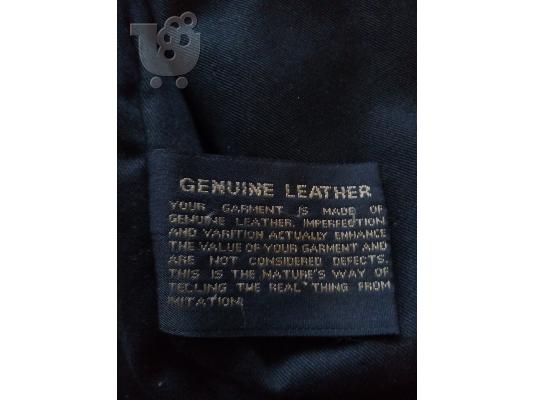 GENUINE LEATHER
YOUR GARMENT IS MADE OF
GENUINE LEATHER. IMPERFECTION
AND VARITION ACTUALLY ENHANCE
THE VALUE OF YOUR GARMENT AND
ARE NOT CONSIDERED DEFECTS.
THIS IS THE NATURE'S WAY OF
TELLING THE REAL THING FROM
IMITATION